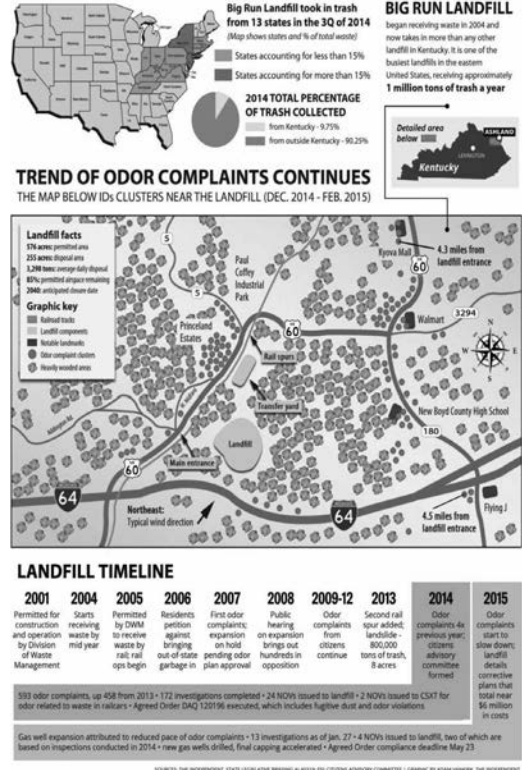 Big Run Landfill took in trash
from 13 states in the 3Q of 2014
(Map shows states and % of total waste)
States accounting for less than 15%
States accounting for more than 15%
2014 TOTAL PERCENTAGE
OF TRASH COLLECTED
from Kentucky - 9.75%
from outside Kentucky - 90.25%
BIG RUN LANDFILL
began receiving waste in 2004 and
now takes in more than any other
landfill in Kentucky. It is one of the
busiest landfills in the eastern
United States, receiving approximately
1 million tons of trash a year
Detailed area
below
ASHLAND
LEXINGTON
Kentucky
TREND OF ODOR COMPLAINTS CONTINUES
THE MAP BELOW IDs CLUSTERS NEAR THE LANDFILL (DEC. 2014 - FEB. 2015)
Landfill facts
576 acres: permitted area
255 acres: disposal area
3,290 tons: average daily disposal
85%: permitted airspace remaining
2040: anticipated closure date
Graphic key
Railroad tracks
Landfill components
Notable landmarks
Odor complaint clusters
Heavily wooded areas
5
5
Paul
Coffey
Industrial
Park
Princeland
Estates
60
Kyova Mall
60
4.3 miles from
landfill entrance
Walmart
3294
N
W
E
S
Rail spurs
Transfer yard
Landfill
Main entrance
Addington Rd
60
New Boyd County High School
180
64
Northeast:
Typical wind direction
64
4.5 miles from
landfill entrance
Flying J
LANDFILL TIMELINE
2001
Permitted for
construction
and operation
by Division
of Waste
Management
2004
Starts
receiving
waste by
mid year
2005
Permitted
by DWM
to receive
waste by
rail; rail
ops begin
2006
Residents
petition
against
bringing
out-of-state
garbage in
2007
First odor
complaints;
expansion
on hold
pending odor
plan approval
2008
Public
hearing
on expansion
brings out
hundreds in
opposition
2009-12
Odor
complaints
from
citizens
continue
2013
Second rail
spur added;
landslide -
800,000
tons of trash,
8 acres
2014
Odor
complaints 4x
previous year;
citizens
advisory
committee
formed
2015
Odor
complaints
start to
slow down;
landfill
details
corrective
plans that
total near
$6 million
in costs
593 odor complaints, up 458 from 2013 • 172 investigations completed • 24 NOVs issued to landfill • 2 NOVs issued to CSXT for
odor related to waste in railcars • Agreed Order DAQ 120196 executed, which includes fugitive dust and odor violations
Gas well expansion attributed to reduced pace of odor complaints • 13 investigations as of Jan. 27 • 4 NOVs issued to landfill, two of which are
based on inspections conducted in 2014 • new gas wells drilled, final capping accelerated • Agreed Order compliance deadline May 23